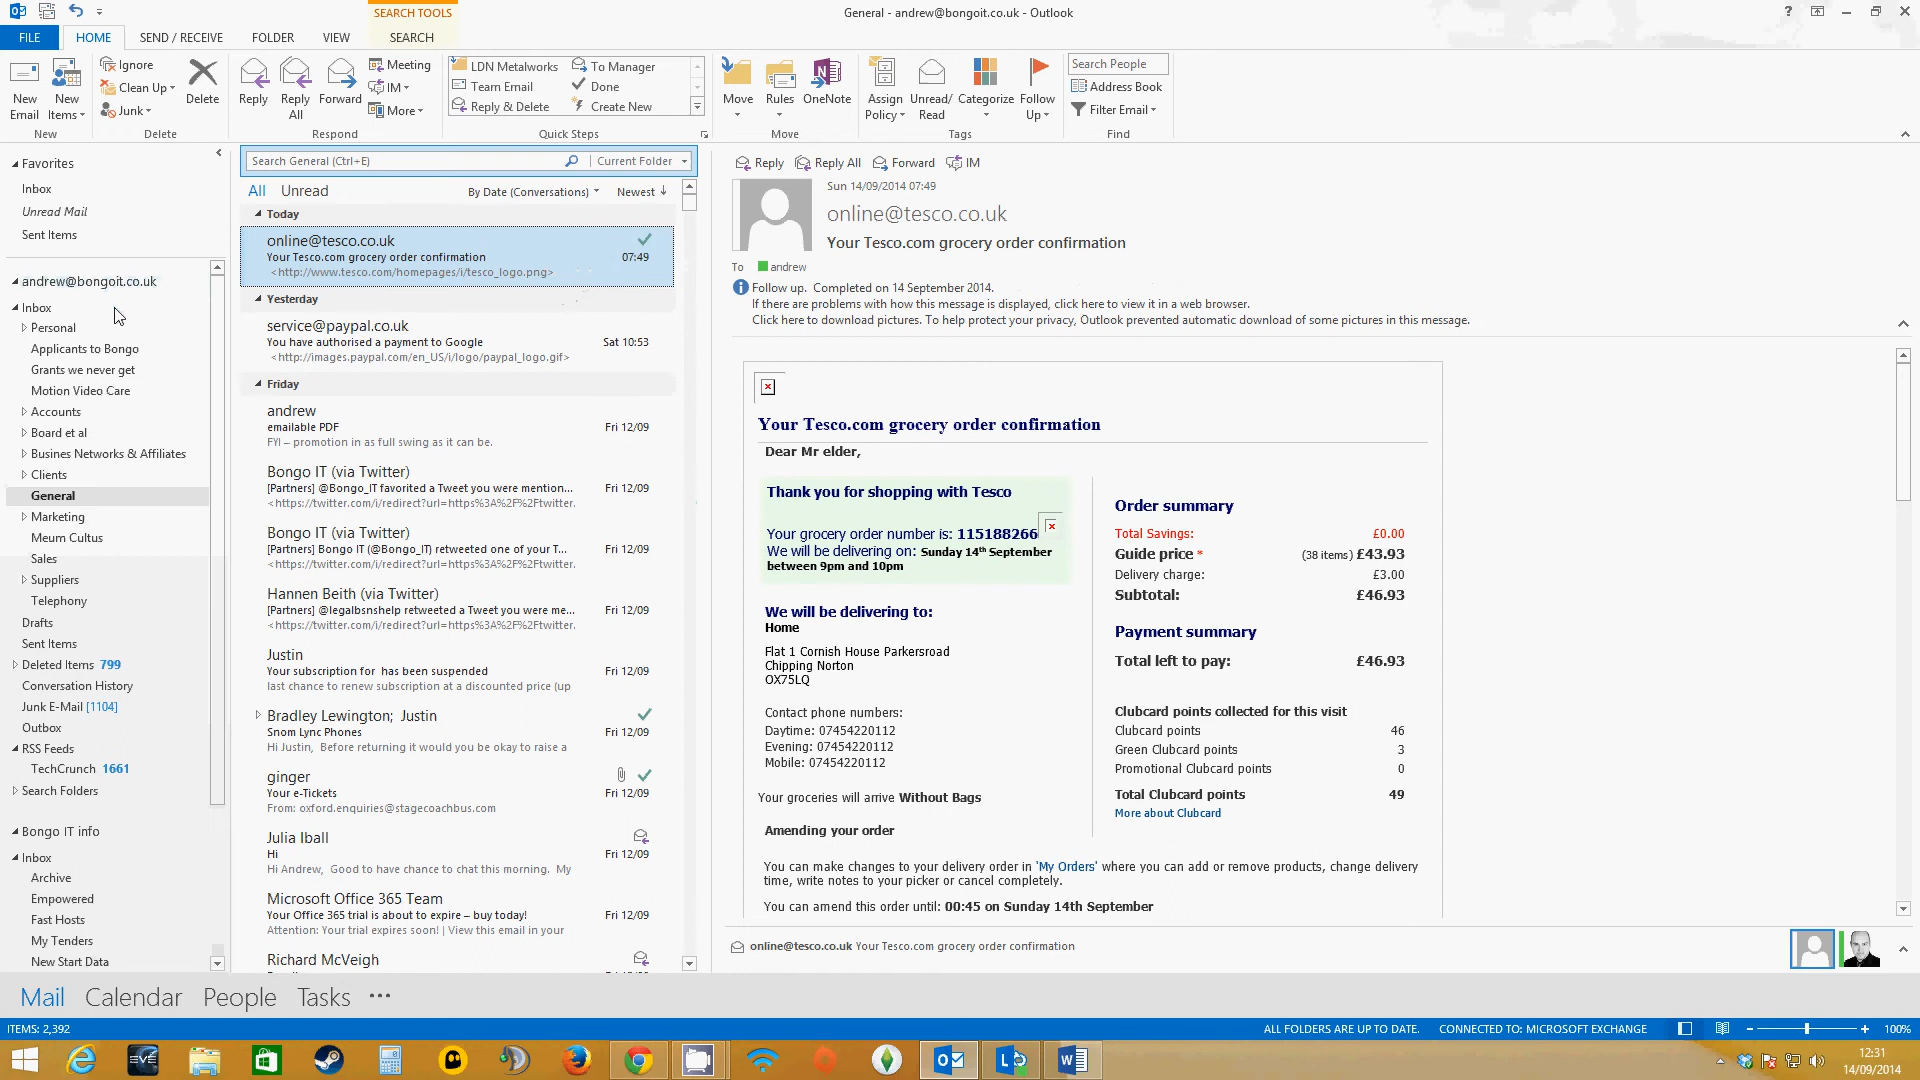 SEARCH TOOLS
General - andrew@bongoit.co.uk - Outlook
?
FILE
HOME
SEND / RECEIVE
FOLDER
VIEW
SEARCH
New Email
New Items
Ignore
Clean Up
Junk
Delete
Reply
Reply All
Forward
Meeting
IM
More
LDN Metalworks
Team Email
Reply & Delete
To Manager
Done
Create New
Move
Rules
OneNote
Assign Policy
Unread/ Read
Categorize
Follow Up
Search People
Address Book
Filter Email
New
Delete
Respond
Quick Steps
Move
Tags
Find
Favorites
Inbox
Unread Mail
Sent Items
andrew@bongoit.co.uk
Inbox
Personal
Applicants to Bongo
Grants we never get
Motion Video Care
Accounts
Board et al
Busines Networks & Affiliates
Clients
General
Marketing
Meum Cultus
Sales
Suppliers
Telephony
Drafts
Sent Items
Deleted Items 799
Conversation History
Junk E-Mail [1104]
Outbox
RSS Feeds
TechCrunch 1661
Search Folders
Bongo IT info
Inbox
Archive
Empowered
Fast Hosts
My Tenders
New Start Data
Search General (Ctrl+E)
Current Folder
All Unread
By Date (Conversations) Newest
Today
online@tesco.co.uk
Your Tesco.com grocery order confirmation 07:49
<http://www.tesco.com/homepages/i/tesco_logo.png>
Yesterday
service@paypal.co.uk
You have authorised a payment to Google Sat 10:53
<http://images.paypal.com/en_US/i/logo/paypal_logo.gif>
Friday
andrew
emailable PDF Fri 12/09
FYI – promotion in as full swing as it can be.
Bongo IT (via Twitter)
[Partners] @Bongo_IT favorited a Tweet you were mention... Fri 12/09
<https://twitter.com/i/redirect?url=https%3A%2F%2Ftwitter.
Bongo IT (via Twitter)
[Partners] Bongo IT (@Bongo_IT) retweeted one of your T... Fri 12/09
<https://twitter.com/i/redirect?url=https%3A%2F%2Ftwitter.
Hannen Beith (via Twitter)
[Partners] @legalbsnshelp retweeted a Tweet you were me... Fri 12/09
<https://twitter.com/i/redirect?url=https%3A%2F%2Ftwitter.
Justin
Your subscription for has been suspended Fri 12/09
last chance to renew subscription at a discounted price (up
Bradley Lewington; Justin
Snom Lync Phones Fri 12/09
Hi Justin, Before returning it would you be okay to raise a
ginger
Your e-Tickets Fri 12/09
From: oxford.enquiries@stagecoachbus.com
Julia Iball
Hi Fri 12/09
Hi Andrew, Good to have chance to chat this morning. My
Microsoft Office 365 Team
Your Office 365 trial is about to expire – buy today! Fri 12/09
Attention: Your trial expires soon! | View this email in your
Richard McVeigh
Reply Reply All Forward IM
Sun 14/09/2014 07:49
online@tesco.co.uk
Your Tesco.com grocery order confirmation
To andrew
Follow up. Completed on 14 September 2014.
If there are problems with how this message is displayed, click here to view it in a web browser.
Click here to download pictures. To help protect your privacy, Outlook prevented automatic download of some pictures in this message.
Your Tesco.com grocery order confirmation
Dear Mr elder,
Thank you for shopping with Tesco
Your grocery order number is: 115188266
We will be delivering on: Sunday 14th September
between 9pm and 10pm
We will be delivering to:
Home
Flat 1 Cornish House Parkersroad
Chipping Norton
OX75LQ
Contact phone numbers:
Daytime: 07454220112
Evening: 07454220112
Mobile: 07454220112
Your groceries will arrive Without Bags
Order summary
Total Savings: £0.00
Guide price * (38 items) £43.93
Delivery charge: £3.00
Subtotal: £46.93
Payment summary
Total left to pay: £46.93
Clubcard points collected for this visit
Clubcard points 46
Green Clubcard points 3
Promotional Clubcard points 0
Total Clubcard points 49
More about Clubcard
Amending your order
You can make changes to your delivery order in 'My Orders' where you can add or remove products, change delivery
time, write notes to your picker or cancel completely.
You can amend this order until: 00:45 on Sunday 14th September
online@tesco.co.uk Your Tesco.com grocery order confirmation
Mail Calendar People Tasks ···
ITEMS: 2,392
ALL FOLDERS ARE UP TO DATE. CONNECTED TO: MICROSOFT EXCHANGE
100%
EVE
12:31
14/09/2014